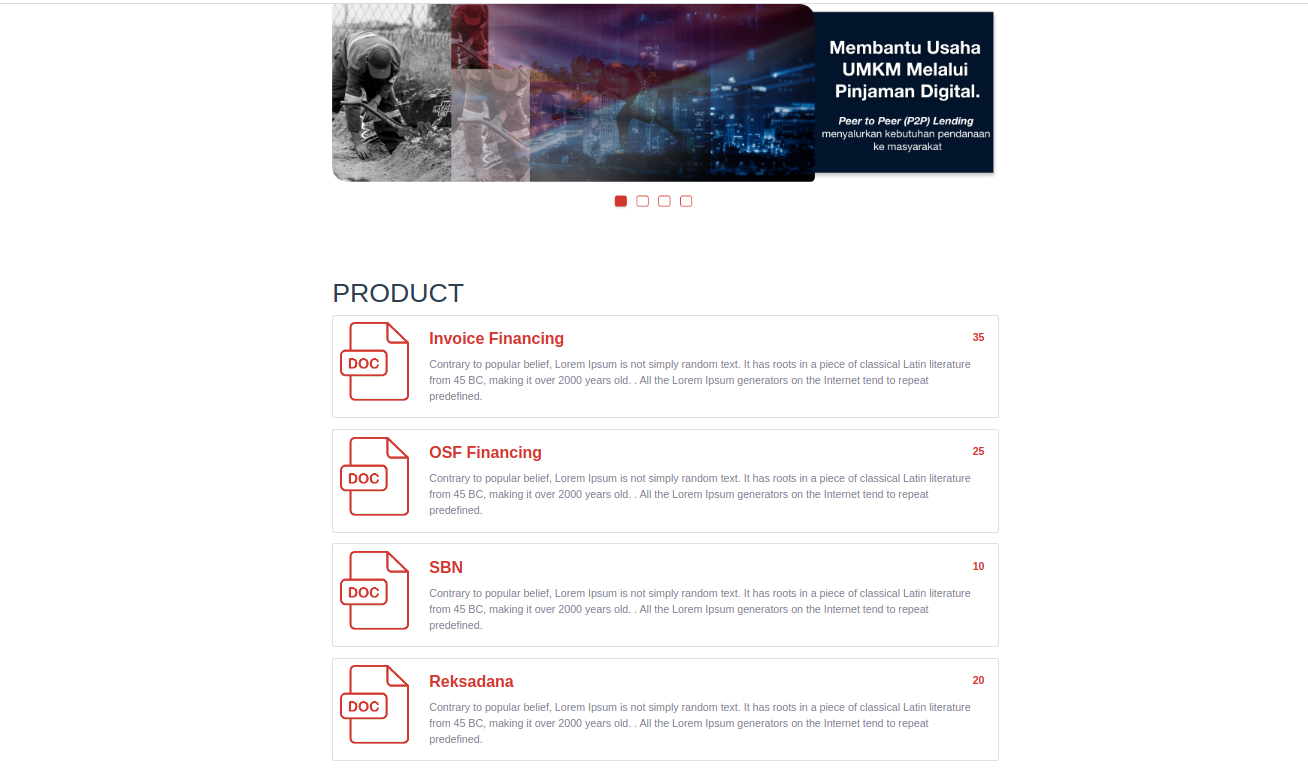 Membantu Usaha
UMKM Melalui
Pinjaman Digital.
Peer to Peer (P2P) Lending
menyalurkan kebutuhan pendanaan
ke masyarakat
PRODUCT
DOC
Invoice Financing
35
Contrary to popular belief, Lorem Ipsum is not simply random text. It has roots in a piece of classical Latin literature
from 45 BC, making it over 2000 years old. . All the Lorem Ipsum generators on the Internet tend to repeat
predefined.
DOC
OSF Financing
25
Contrary to popular belief, Lorem Ipsum is not simply random text. It has roots in a piece of classical Latin literature
from 45 BC, making it over 2000 years old. . All the Lorem Ipsum generators on the Internet tend to repeat
predefined.
DOC
SBN
10
Contrary to popular belief, Lorem Ipsum is not simply random text. It has roots in a piece of classical Latin literature
from 45 BC, making it over 2000 years old. . All the Lorem Ipsum generators on the Internet tend to repeat
predefined.
DOC
Reksadana
20
Contrary to popular belief, Lorem Ipsum is not simply random text. It has roots in a piece of classical Latin literature
from 45 BC, making it over 2000 years old. . All the Lorem Ipsum generators on the Internet tend to repeat
predefined.